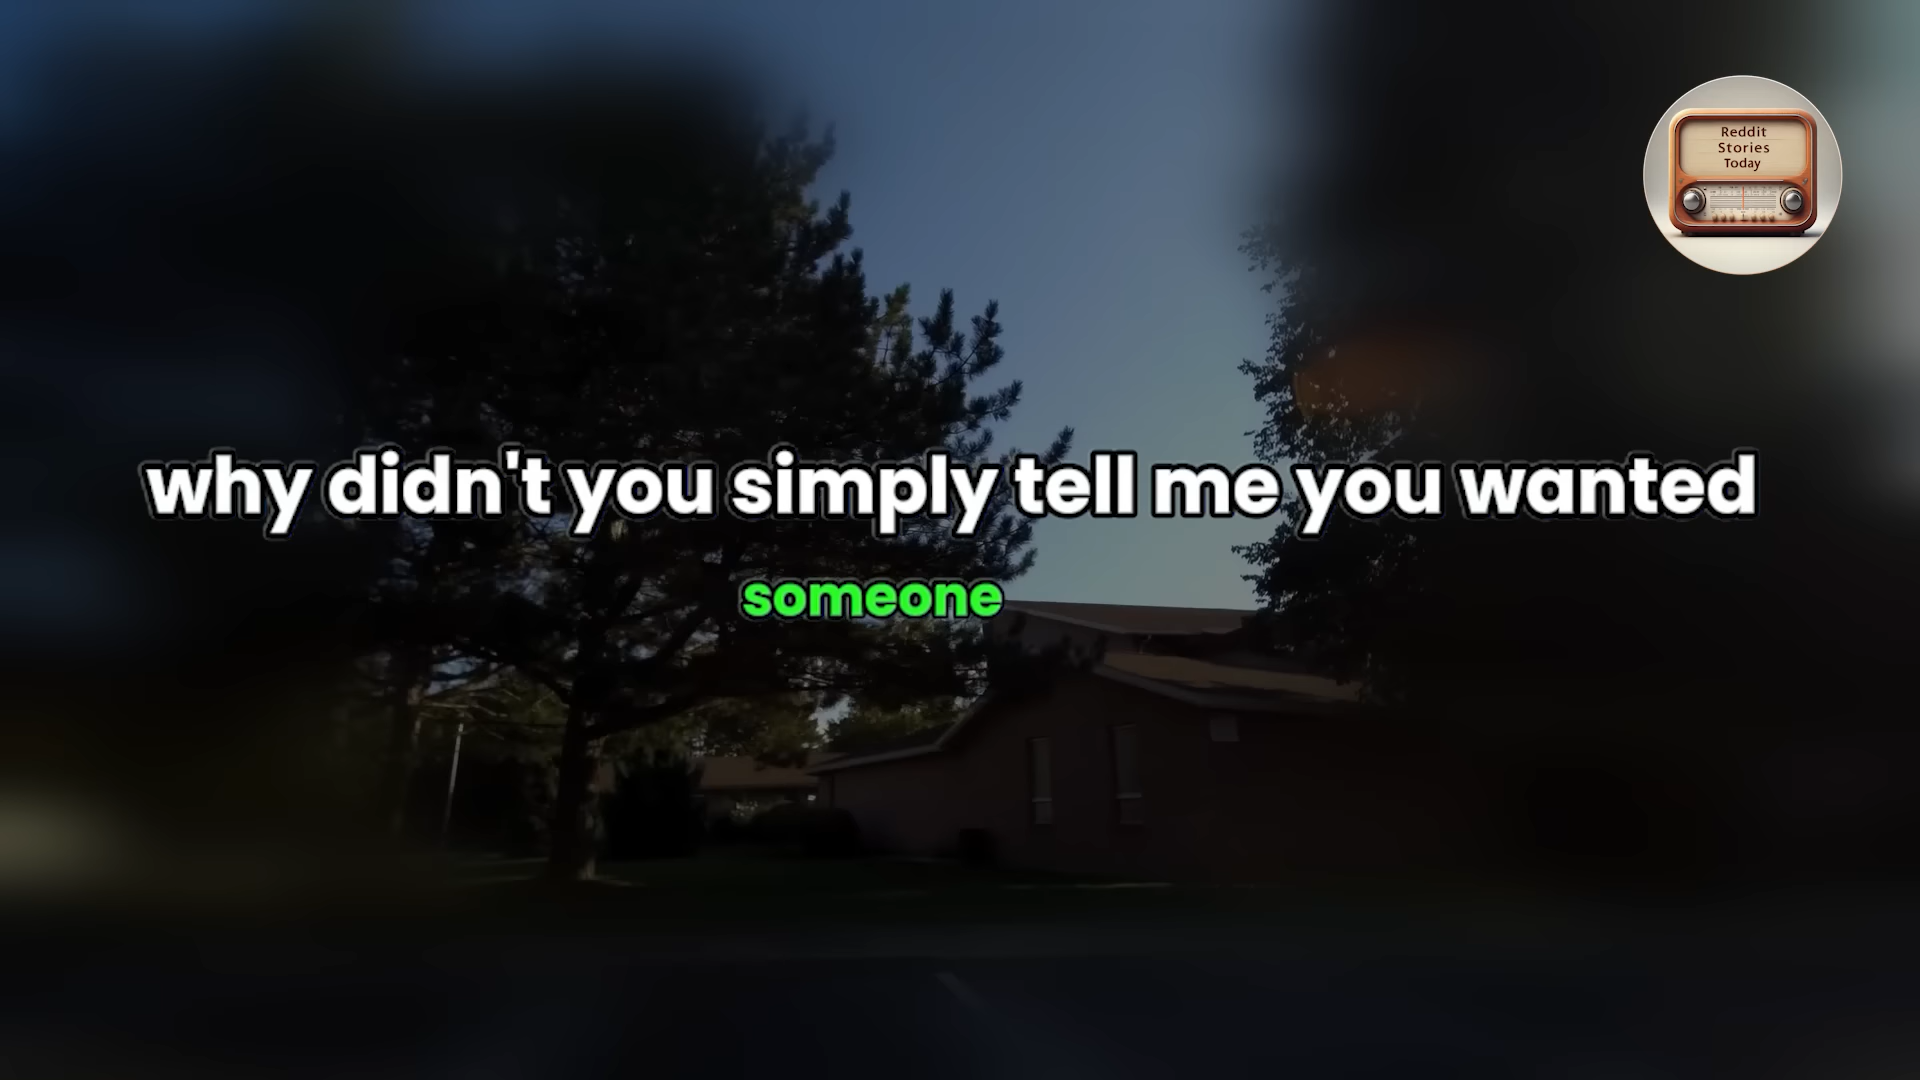 Reddit
Stories
Today
why didn't you simply tell me you wanted
someone